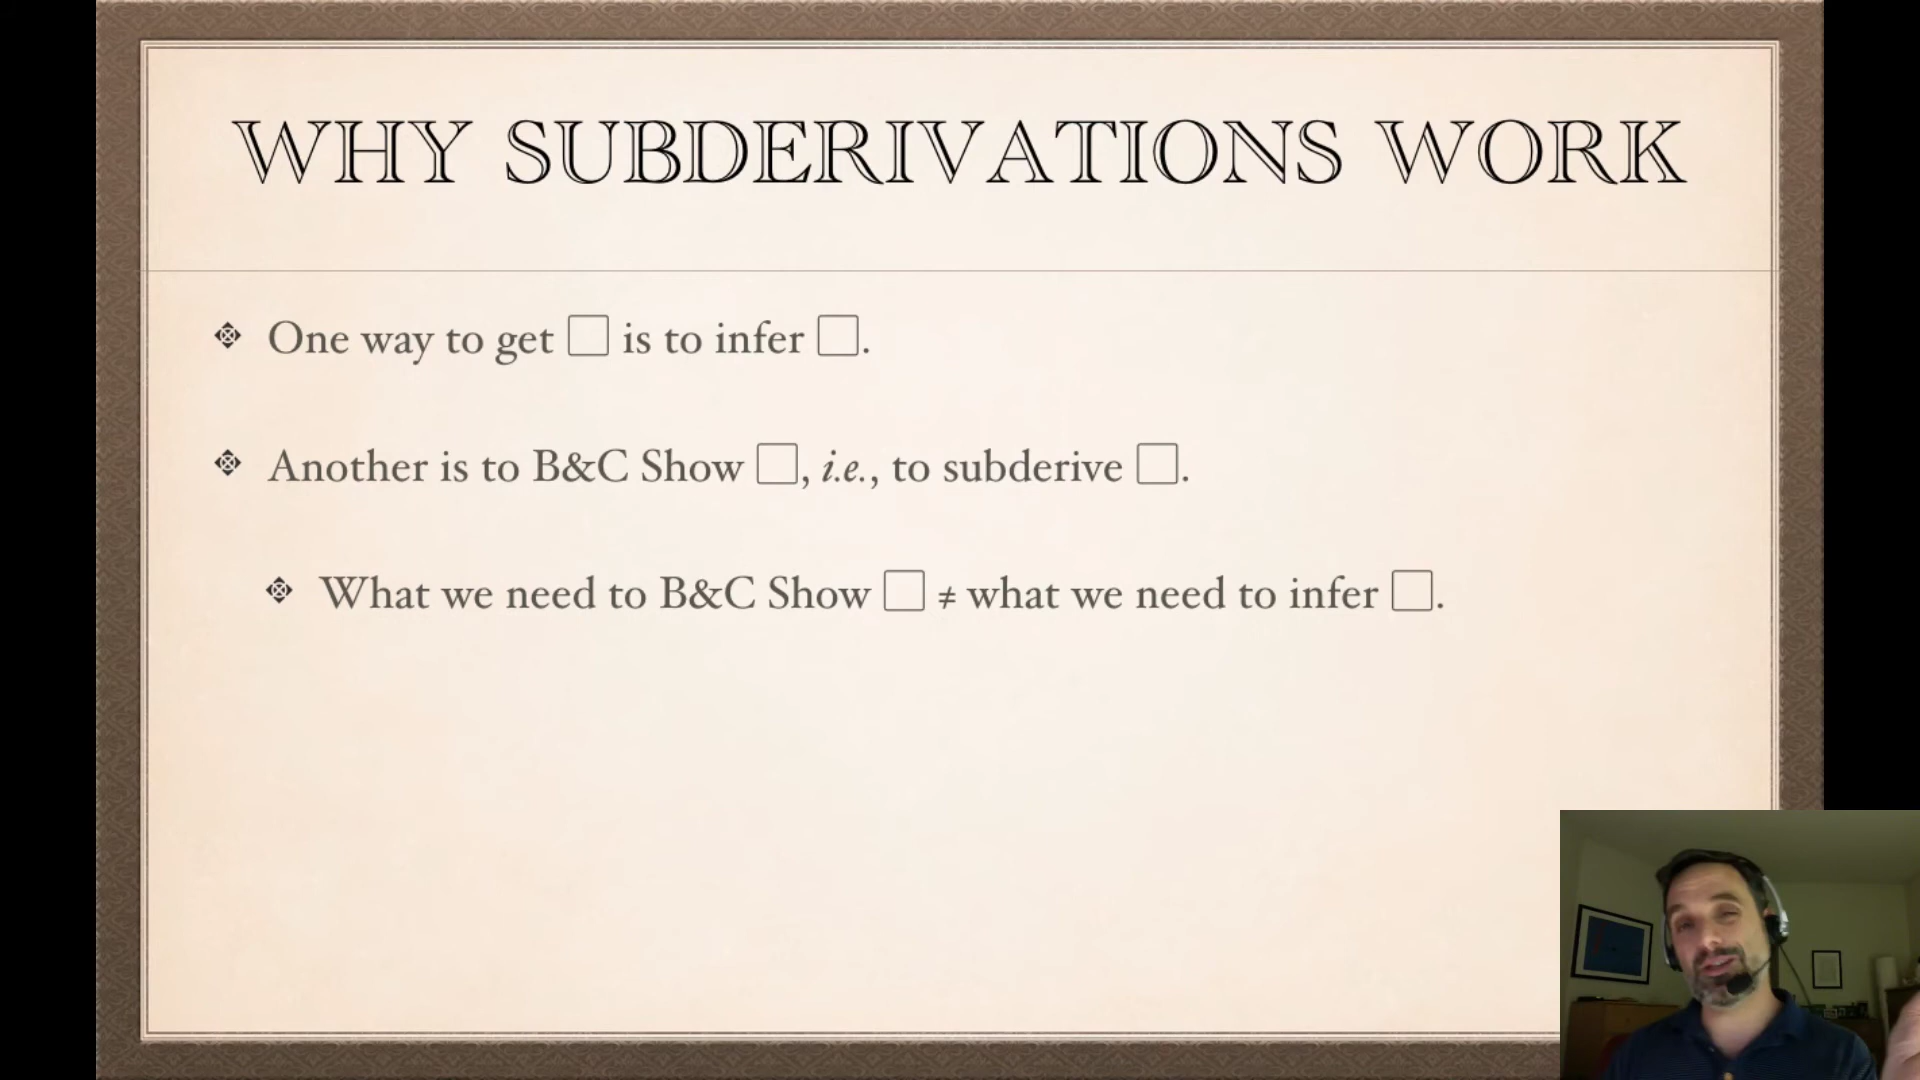 WHY SUBDERIVATIONS WORK
One way to get □ is to infer □.
Another is to B&C Show □, i.e., to subderive □.
What we need to B&C Show □ ≠ what we need to infer □.